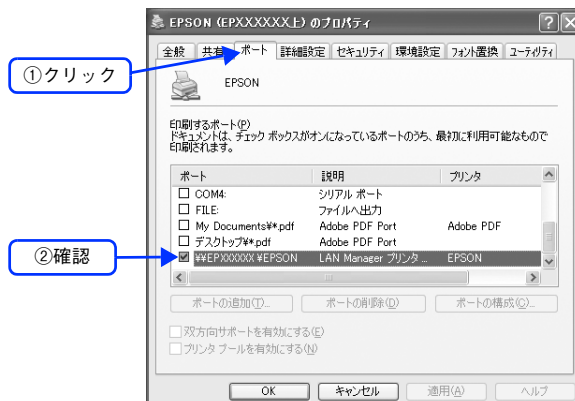 EPSON (EPXXXXXX上) のプロパティ
全般 共有 ポート 詳細設定 セキュリティ 環境設定 フォント置換 ユーティリティ
①クリック
EPSON
印刷するポート(P)
ドキュメントは、チェック ボックスがオンになっているポートのうち、最初に利用可能なもので
印刷されます。
ポート 説明 プリンタ
COM4: シリアル ポート
FILE: ファイルへ出力
My Documents¥*.pdf Adobe PDF Port Adobe PDF
デスクトップ¥*.pdf Adobe PDF Port
②確認
¥¥EPXXXXXX¥EPSON LAN Manager プリンタ ... EPSON
ポートの追加(T)... ポートの削除(D) ポートの構成(C)...
双方向サポートを有効にする(E)
プリンタ プールを有効にする(N)
OK キャンセル 適用(A) ヘルプ